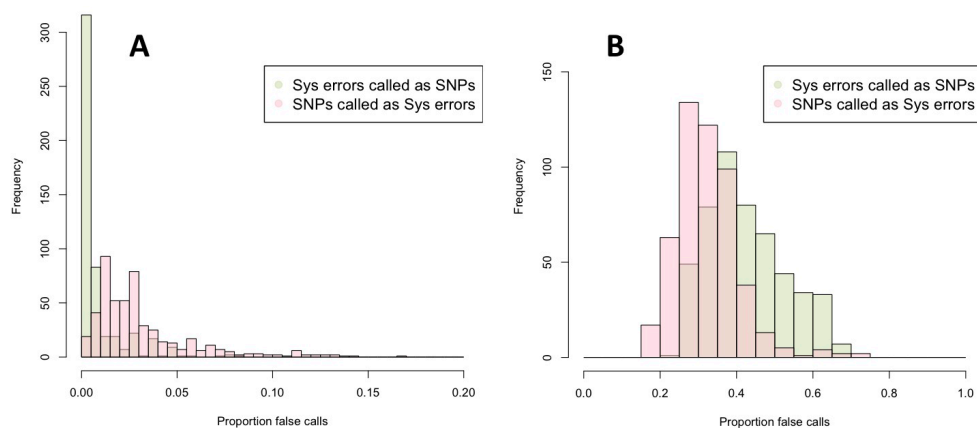 A
Sys errors called as SNPs
SNPs called as Sys errors
Frequency
300
250
200
150
100
50
0
0.00
0.05
0.10
0.15
0.20
Proportion false calls
B
Sys errors called as SNPs
SNPs called as Sys errors
Frequency
150
100
50
0
0.0
0.2
0.4
0.6
0.8
1.0
Proportion false calls